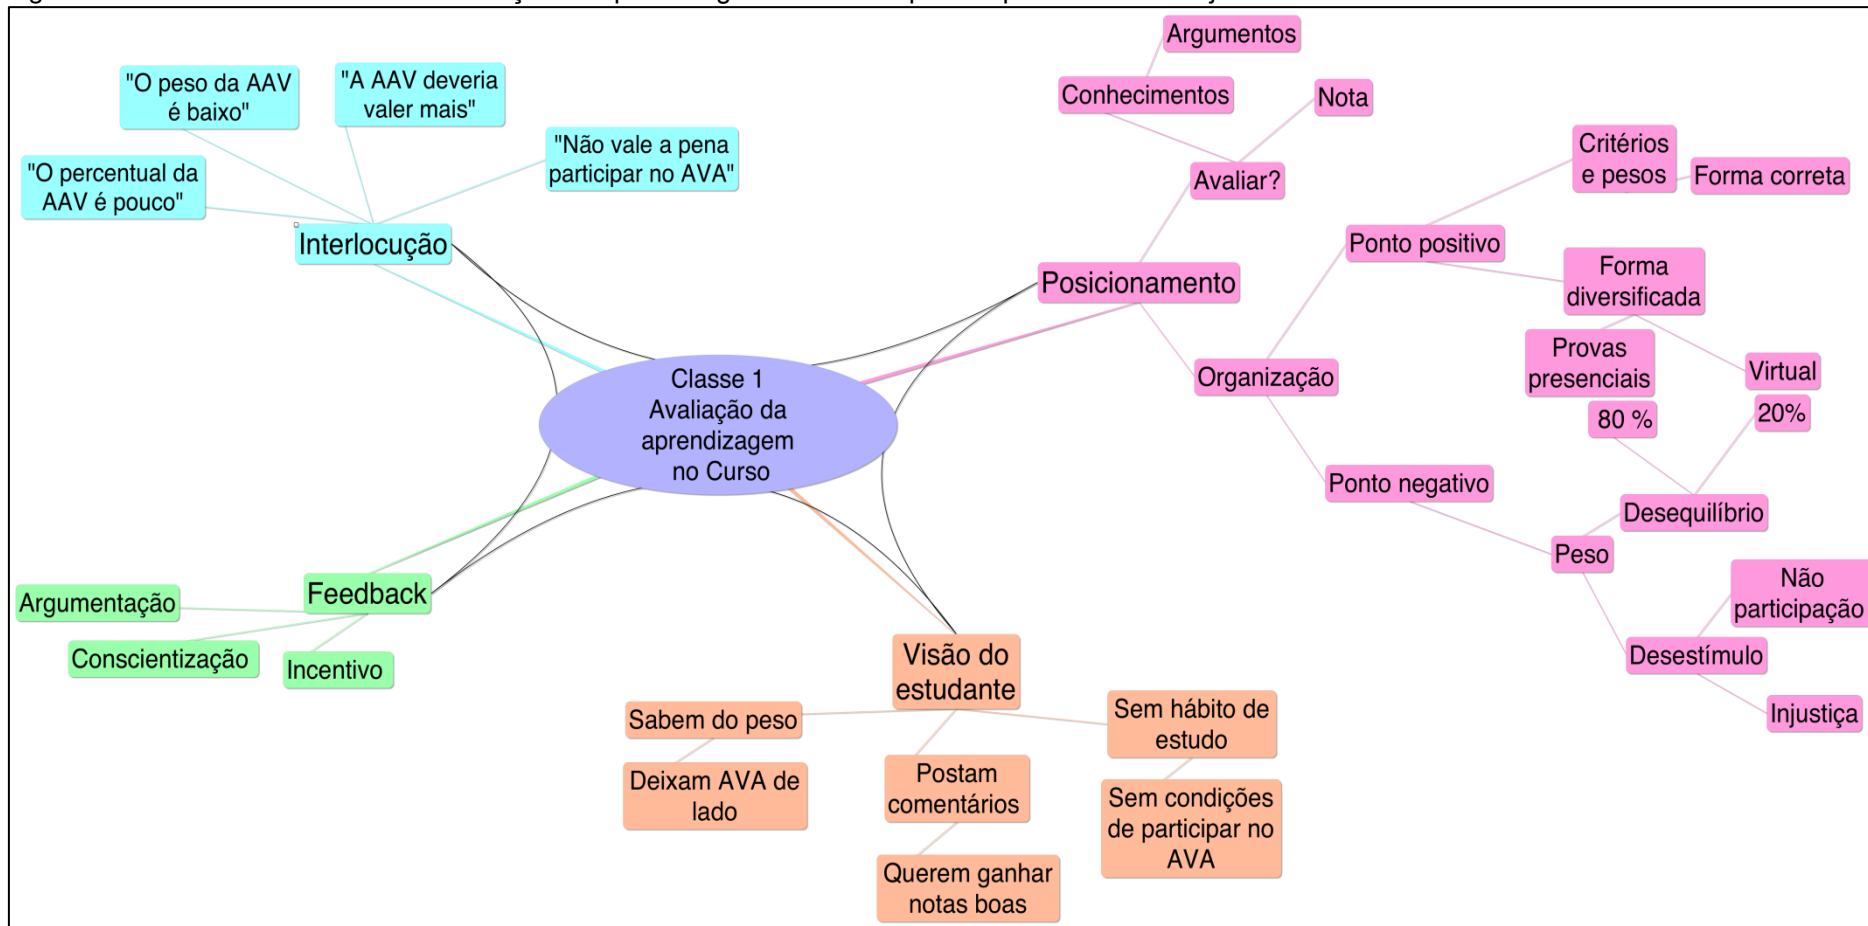 Argumentos
"O peso da AAV
é baixo"
"A AAV deveria
valer mais"
Conhecimentos
Nota
"Não vale a pena
participar no AVA"
Critérios
e pesos
"O percentual da
AAV é pouco"
Avaliar?
Forma correta
Interlocução
Ponto positivo
Posicionamento
Forma
diversificada
Provas
presenciais
Virtual
Organização
80 %
20%
Classe 1
Avaliação da
aprendizagem
no Curso
Ponto negativo
Desequilíbrio
Peso
Não
participação
Feedback
Argumentação
Conscientização
Incentivo
Visão do
estudante
Desestímulo
Injustiça
Sabem do peso
Sem hábito de
estudo
Deixam AVA de
lado
Postam
comentários
Sem condições
de participar no
AVA
Querem ganhar
notas boas